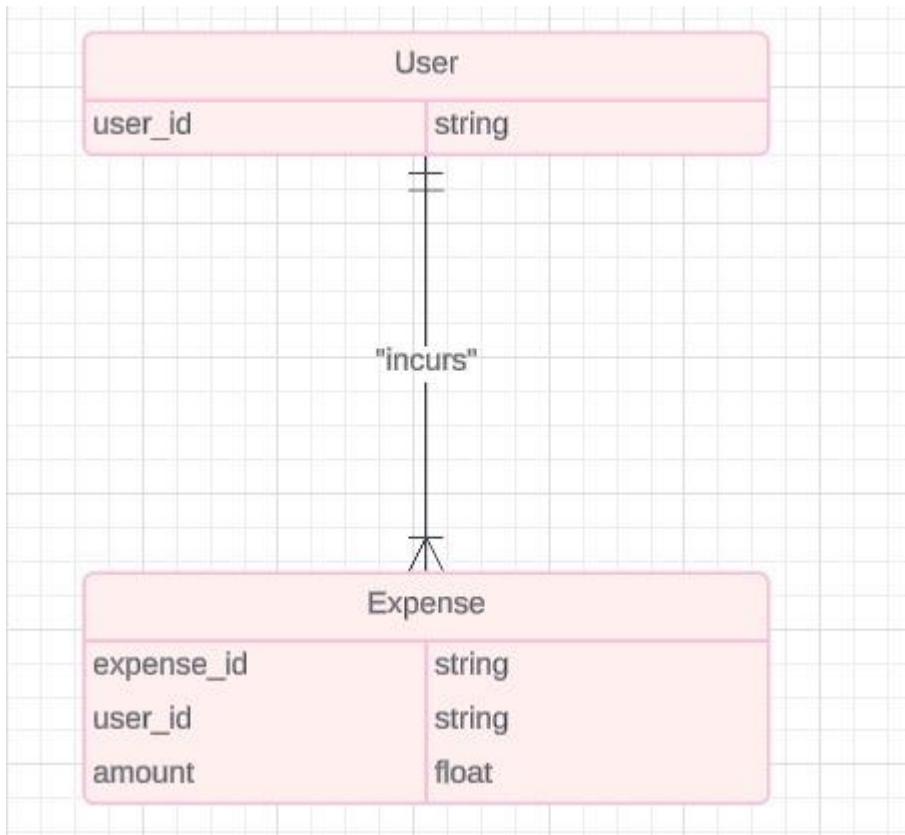 User
user_id string
"incurs"
Expense
expense_id string
user_id string
amount float